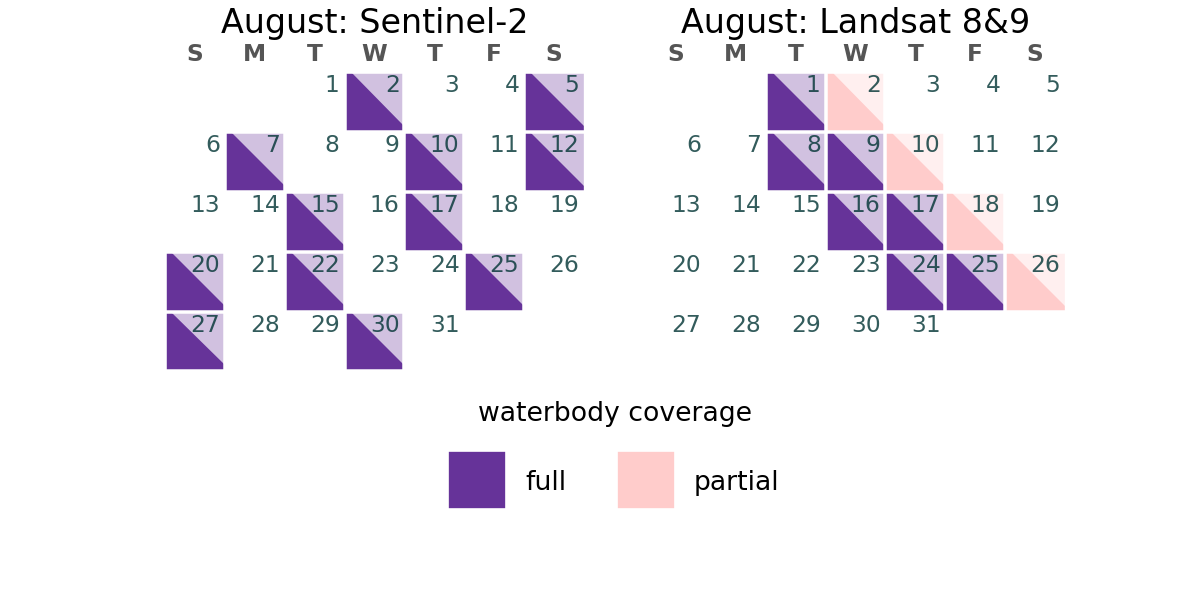 August: Sentinel-2
S M T W T F S
1 2 3 4 5
6 7 8 9 10 11 12
13 14 15 16 17 18 19
20 21 22 23 24 25 26
27 28 29 30 31
August: Landsat 8&9
S M T W T F S
1 2 3 4 5
6 7 8 9 10 11 12
13 14 15 16 17 18 19
20 21 22 23 24 25 26
27 28 29 30 31
waterbody coverage
full
partial